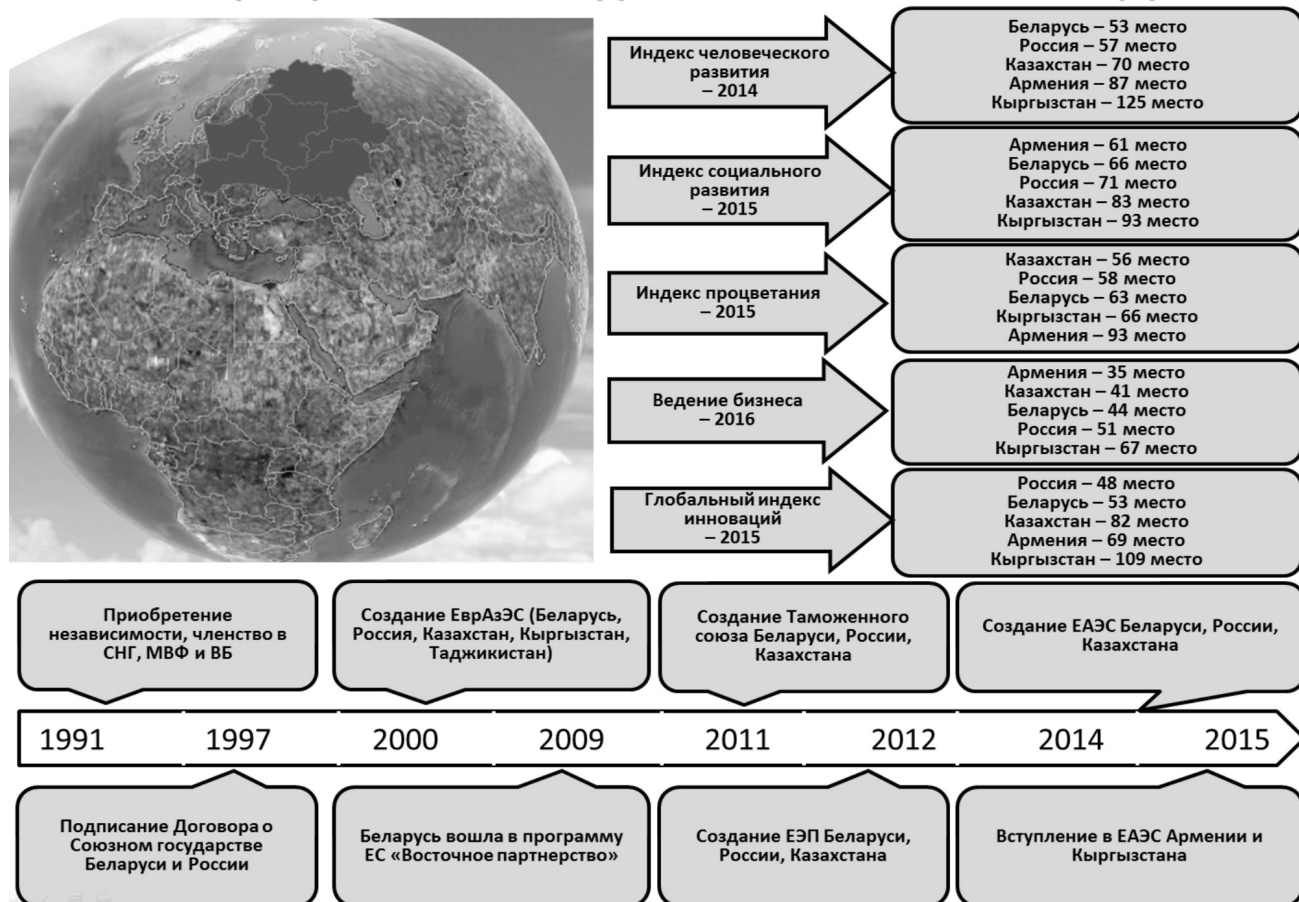 Индекс человеческого
развития
– 2014
Беларусь – 53 место
Россия – 57 место
Казахстан – 70 место
Армения – 87 место
Кыргызстан – 125 место
Индекс социального
развития
– 2015
Армения – 61 место
Беларусь – 66 место
Россия – 71 место
Казахстан – 83 место
Кыргызстан – 93 место
Индекс процветания
– 2015
Казахстан – 56 место
Россия – 58 место
Беларусь – 63 место
Кыргызстан – 66 место
Армения – 93 место
Ведение бизнеса
– 2016
Армения – 35 место
Казахстан – 41 место
Беларусь – 44 место
Россия – 51 место
Кыргызстан – 67 место
Глобальный индекс
инноваций
– 2015
Россия – 48 место
Беларусь – 53 место
Казахстан – 82 место
Армения – 69 место
Кыргызстан – 109 место
Приобретение
независимости, членство в
СНГ, МВФ и ВБ
Создание ЕврАзЭС (Беларусь,
Россия, Казахстан, Кыргызстан,
Таджикистан)
Создание Таможенного
союза Беларуси, России,
Казахстана
Создание ЕАЭС Беларуси, России,
Казахстана
1991 1997 2000 2009 2011 2012 2014 2015
Подписание Договора о
Союзном государстве
Беларуси и России
Беларусь вошла в программу
ЕС «Восточное партнерство»
Создание ЕЭП Беларуси,
России, Казахстана
Вступление в ЕАЭС Армении и
Кыргызстана